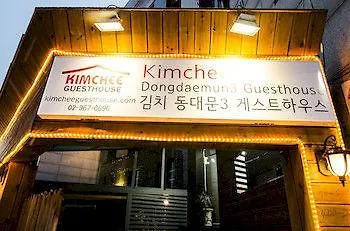 KIMCHEE
GUESTHOUSE
kimcheeguesthouse.com
Kimchee
Dongdaemun3 Guesthouse
김치 동대문3 게스트하우스